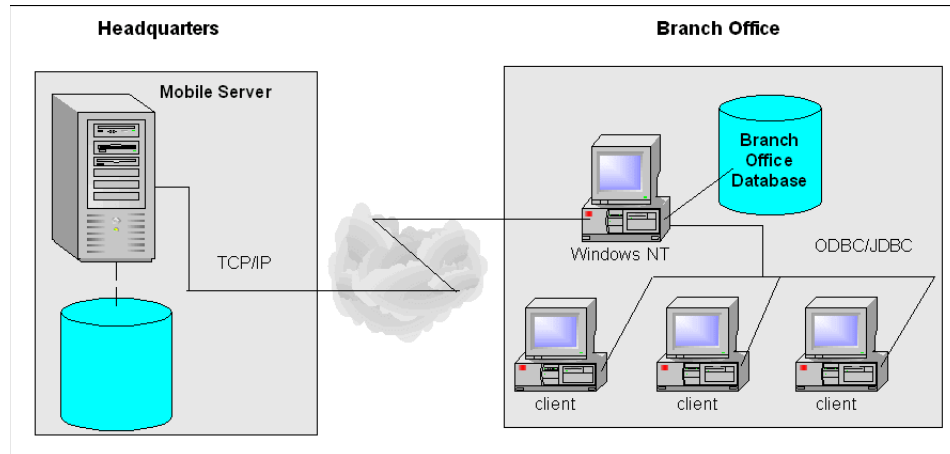 Headquarters
Branch Office
Mobile Server
Branch
Office
Database
Windows NT
ODBC/JDBC
TCP/IP
client
client
client